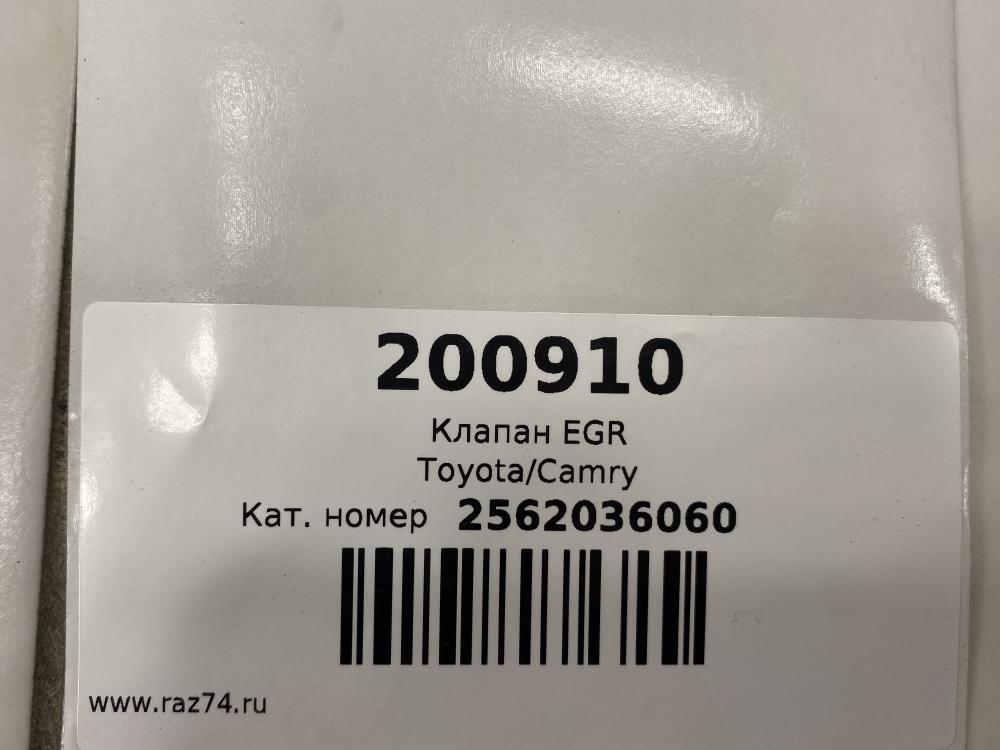 200910
Клапан EGR
Toyota/Camry
Кат. номер 2562036060
www.raz74.ru